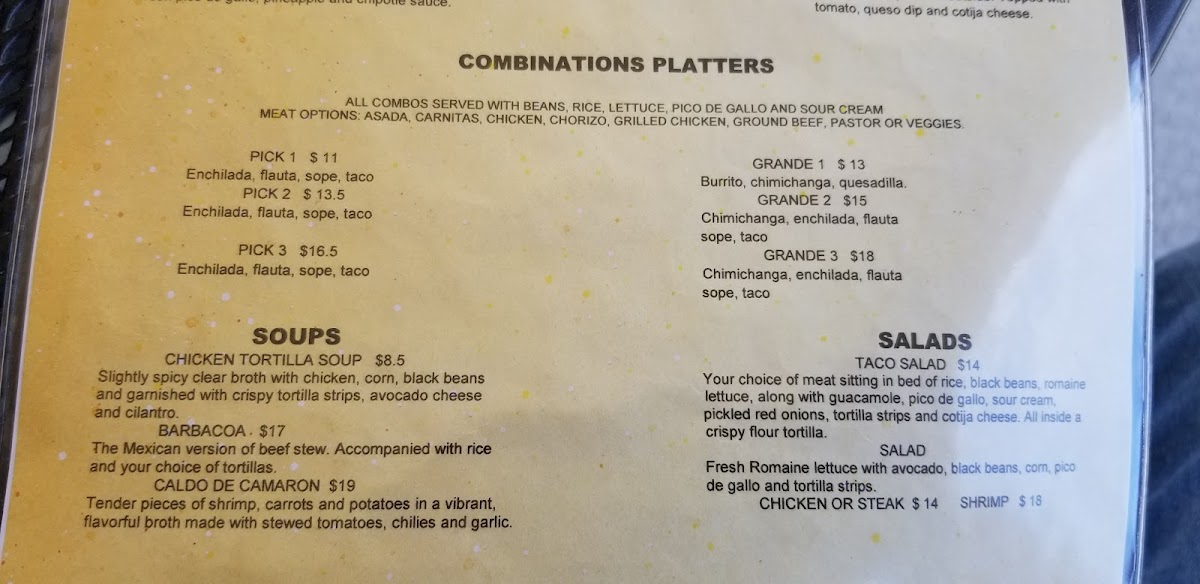 pineapple and chipotle sauce.
tomato, queso dip and cotija cheese.
COMBINATIONS PLATTERS
ALL COMBOS SERVED WITH BEANS, RICE, LETTUCE, PICO DE GALLO AND SOUR CREAM
MEAT OPTIONS: ASADA, CARNITAS, CHICKEN, CHORIZO, GRILLED CHICKEN, GROUND BEEF, PASTOR OR VEGGIES.
PICK 1 $ 11
Enchilada, flauta, sope, taco
PICK 2 $ 13.5
Enchilada, flauta, sope, taco
PICK 3 $16.5
Enchilada, flauta, sope, taco
GRANDE 1 $ 13
Burrito, chimichanga, quesadilla.
GRANDE 2 $15
Chimichanga, enchilada, flauta
sope, taco
GRANDE 3 $18
Chimichanga, enchilada, flauta
sope, taco
SOUPS
CHICKEN TORTILLA SOUP $8.5
Slightly spicy clear broth with chicken, corn, black beans
and garnished with crispy tortilla strips, avocado cheese
and cilantro.
BARBACOA . $17
The Mexican version of beef stew. Accompanied with rice
and your choice of tortillas.
CALDO DE CAMARON $19
Tender pieces of shrimp, carrots and potatoes in a vibrant,
flavorful broth made with stewed tomatoes, chilies and garlic.
SALADS
TACO SALAD $14
Your choice of meat sitting in bed of rice, black beans, romaine
lettuce, along with guacamole, pico de gallo, sour cream,
pickled red onions, tortilla strips and cotija cheese. All inside a
crispy flour tortilla.
SALAD
Fresh Romaine lettuce with avocado, black beans, corn, pico
de gallo and tortilla strips.
CHICKEN OR STEAK $ 14 SHRIMP $ 18